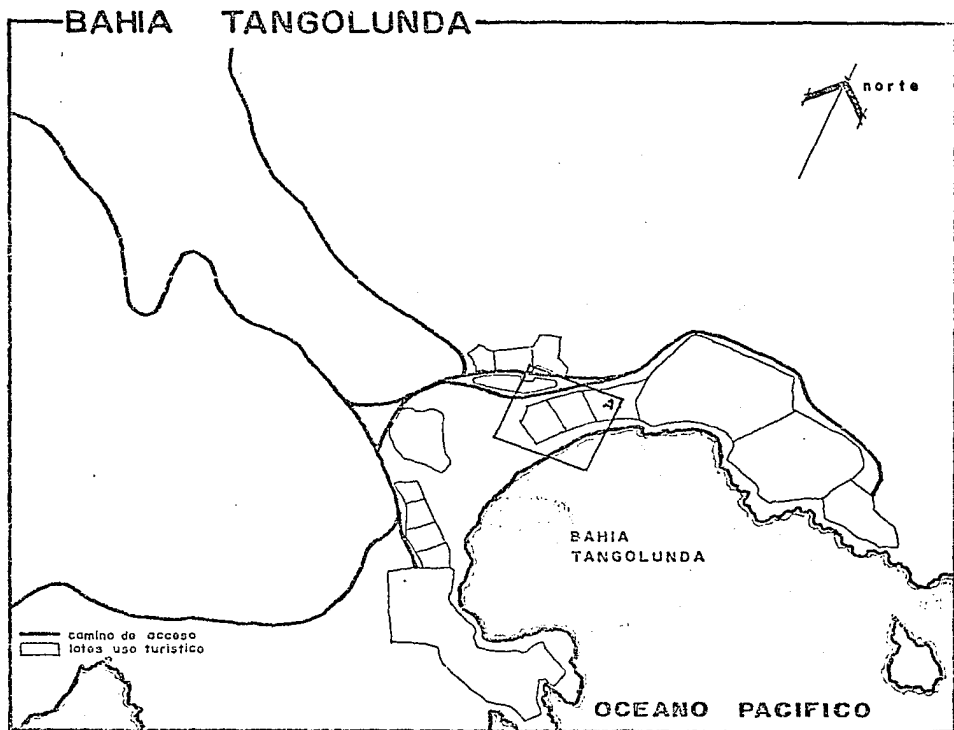 BAHIA TANGOLUNDA
norte
A
BAHIA
TANGOLUNDA
camino de acceso
lotes uso turistico
OCEANO PACIFICO